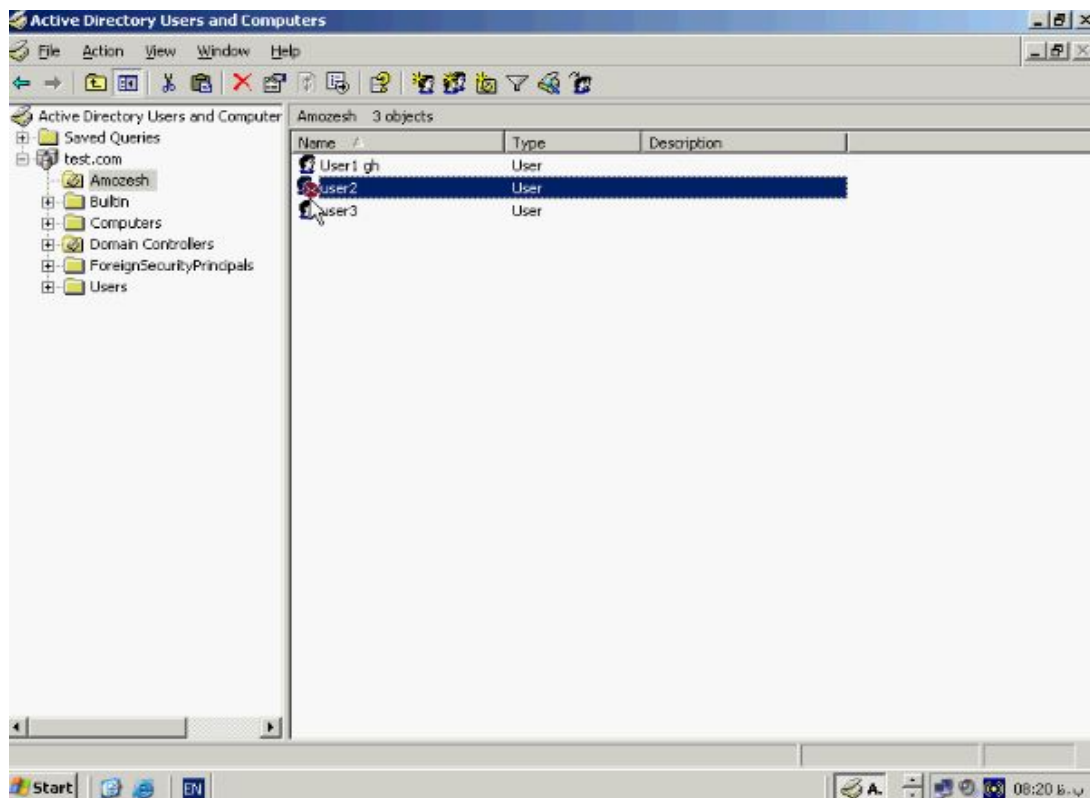 Active Directory Users and Computers
File Action View Window Help
Active Directory Users and Computer
Saved Queries
test.com
Amozesh
Builtin
Computers
Domain Controllers
ForeignSecurityPrincipals
Users
Amozesh 3 objects
Name Type Description
User1 gh User
user2 User
user3 User
Start EN A. 08:20 ب.ظ